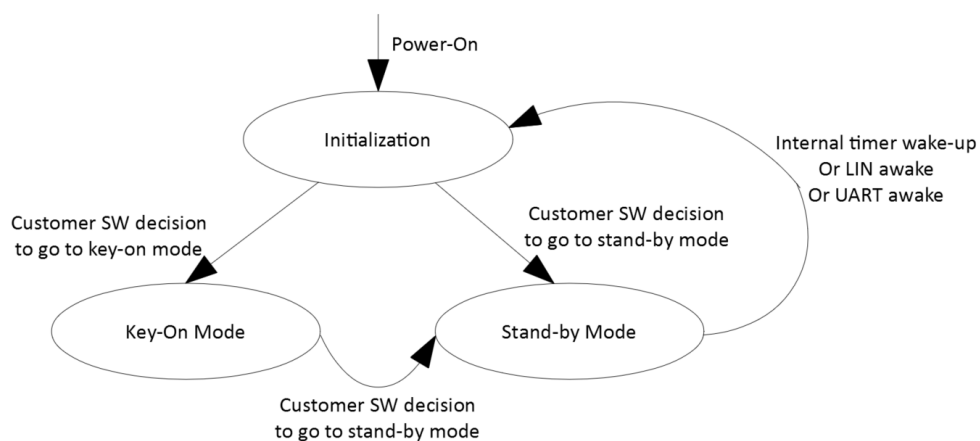 Power-On
Initialization
Internal timer wake-up
Or LIN awake
Or UART awake
Customer SW decision
to go to key-on mode
Customer SW decision
to go to stand-by mode
Key-On Mode
Stand-by Mode
Customer SW decision
to go to stand-by mode